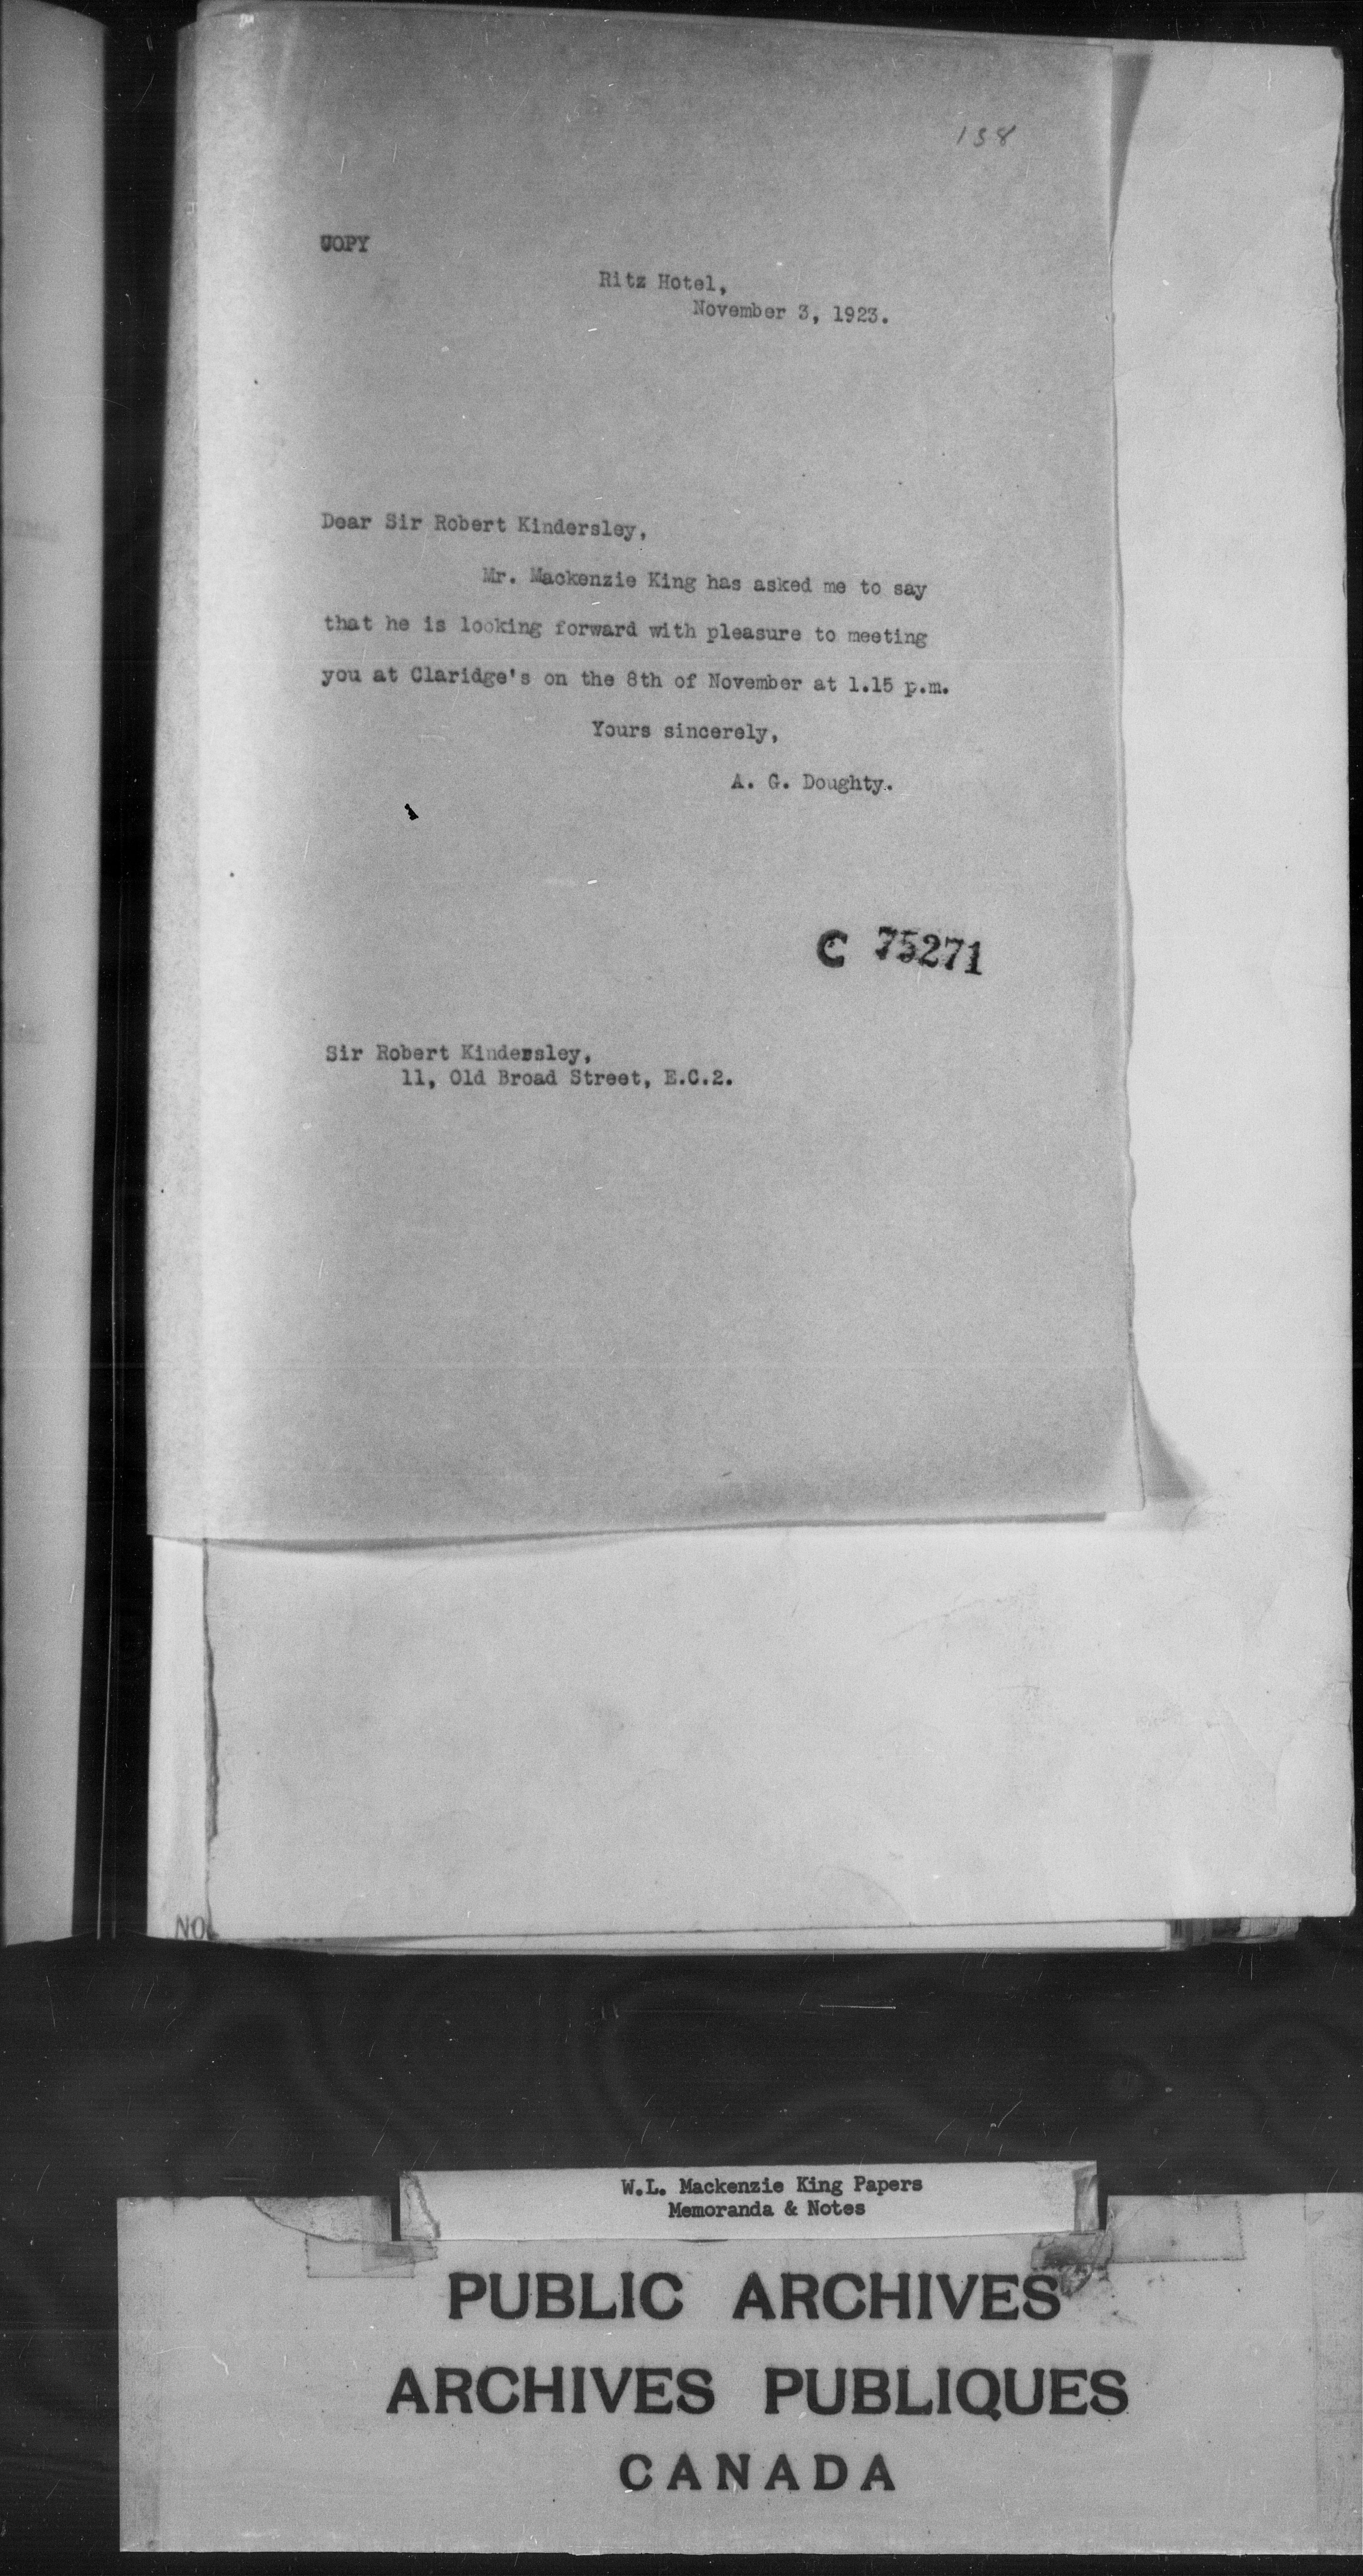 138
COPY
Ritz Hotel,
November 3, 1923.
Dear Sir Robert Kindersley,
Mr. Mackenzie King has asked me to say
that he is looking forward with pleasure to meeting
you at Claridge's on the 8th of November at 1.15 p.m.
Yours sincerely,
A. G. Doughty.
C 75271
Sir Robert Kindersley,
11, Old Broad Street, E.C.2.
NO
W.L. Mackenzie King Papers
Memoranda & Notes
PUBLIC ARCHIVES
ARCHIVES PUBLIQUES
CANADA